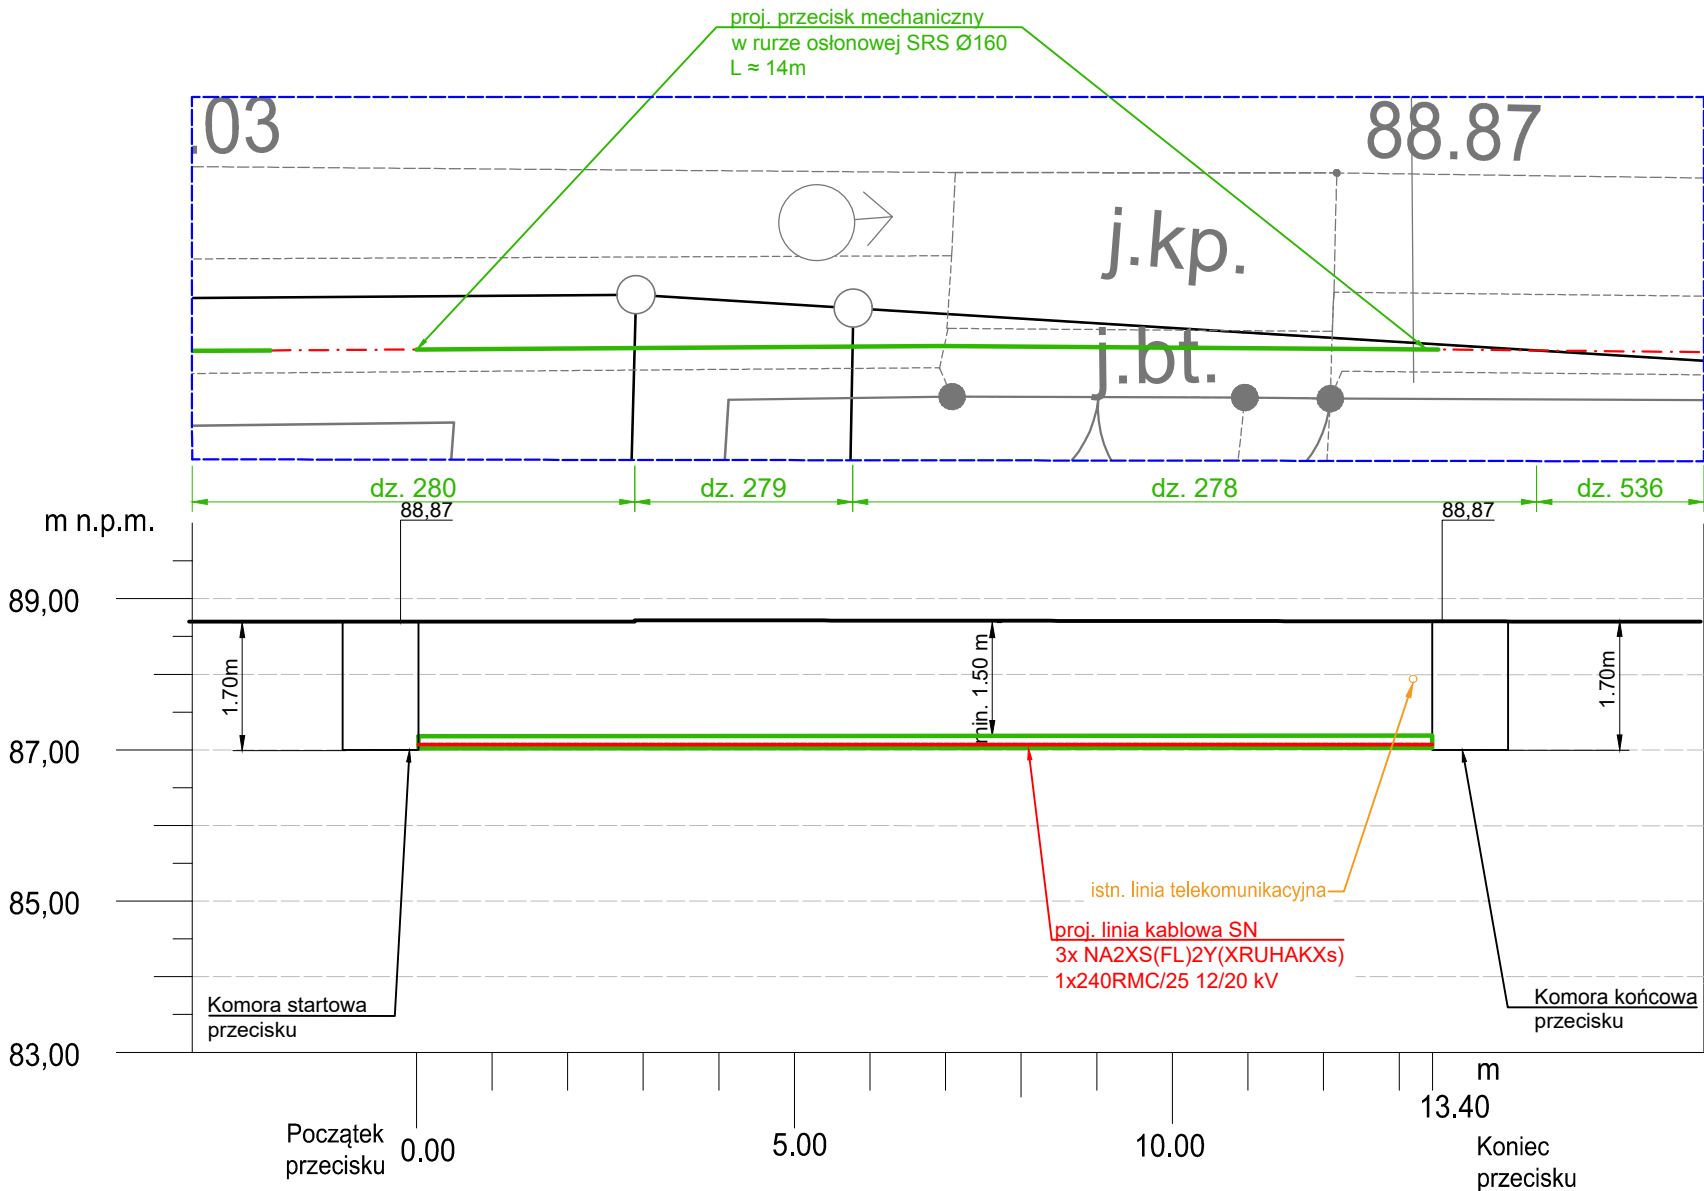 proj. przecisk mechaniczny
w rurze osłonowej SRS Ø160
L ≈ 14m
.03
88.87
j.kp.
j.bt.
dz. 280
dz. 279
dz. 278
dz. 536
m n.p.m.
88,87
88,87
89,00
1.70m
min. 1.50 m
1.70m
87,00
istn. linia telekomunikacyjna
85,00
proj. linia kablowa SN
3x NA2XS(FL)2Y(XRUHAKXs)
1x240RMC/25 12/20 kV
Komora startowa
przecisku
Komora końcowa
przecisku
83,00
m
13.40
Początek
przecisku
0.00
5.00
10.00
Koniec
przecisku